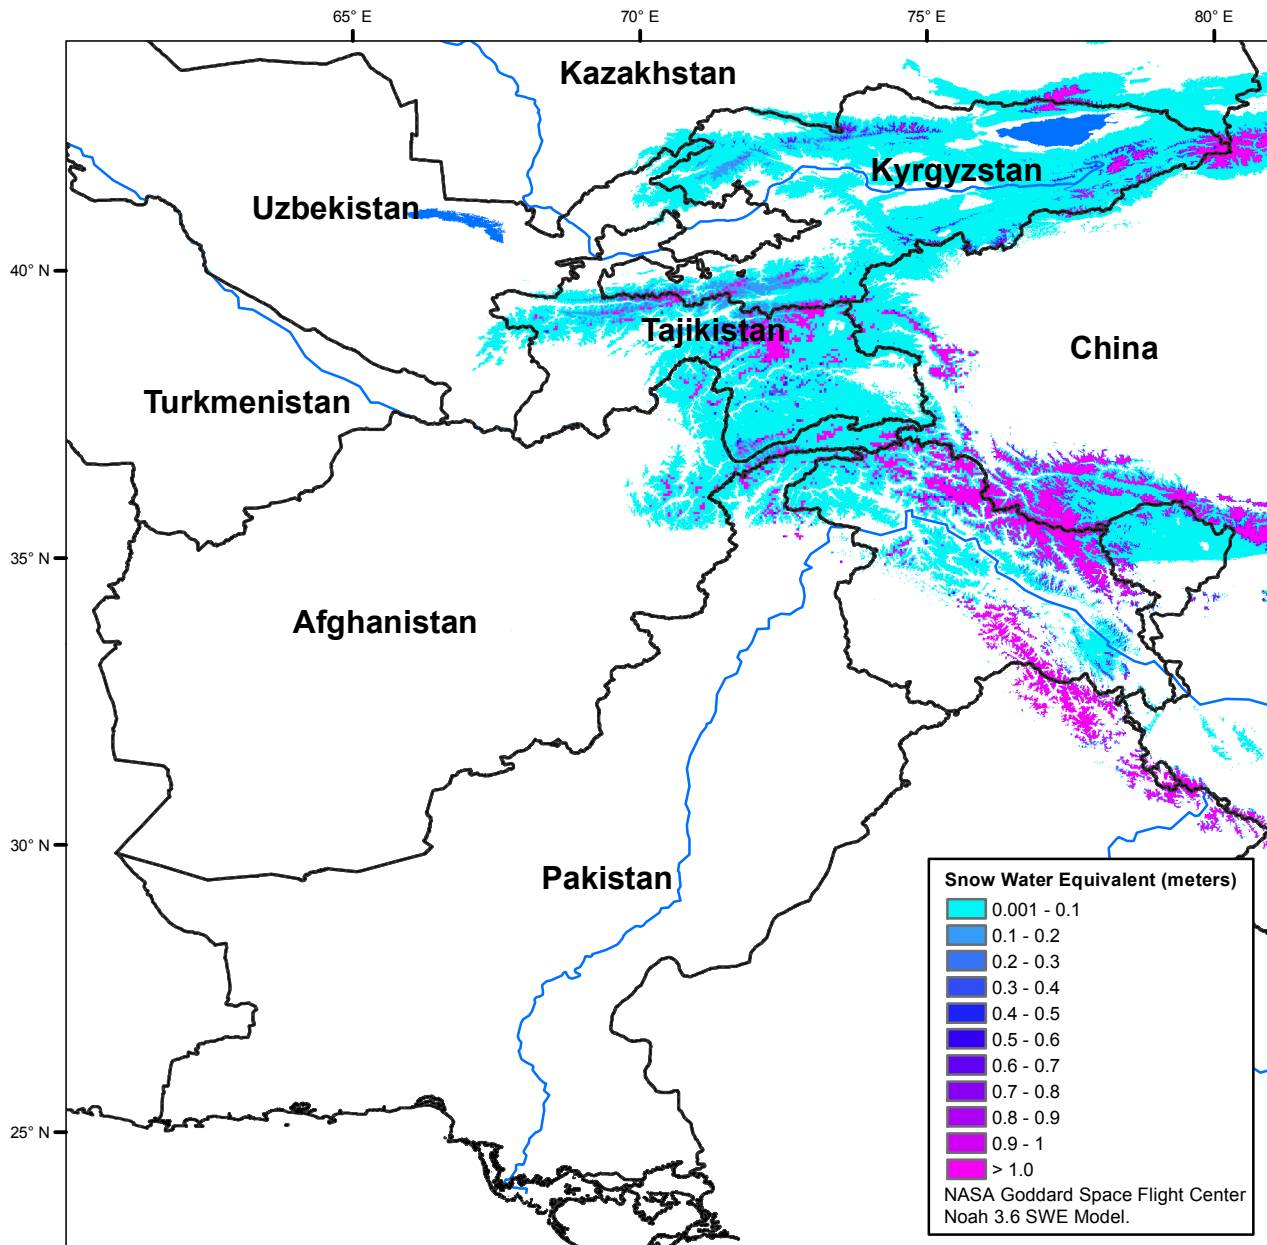 65° E
70° E
75° E
80° E
Kazakhstan
Kyrgyzstan
Uzbekistan
40° N
Tajikistan
China
Turkmenistan
35° N
Afghanistan
30° N
Pakistan
25° N
Snow Water Equivalent (meters)
0.001 - 0.1
0.1 - 0.2
0.2 - 0.3
0.3 - 0.4
0.4 - 0.5
0.5 - 0.6
0.6 - 0.7
0.7 - 0.8
0.8 - 0.9
0.9 - 1
> 1.0
NASA Goddard Space Flight Center
Noah 3.6 SWE Model.